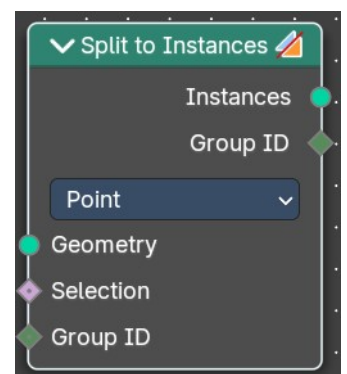 Split to Instances
Instances
Group ID
Point
Geometry
Selection
Group ID